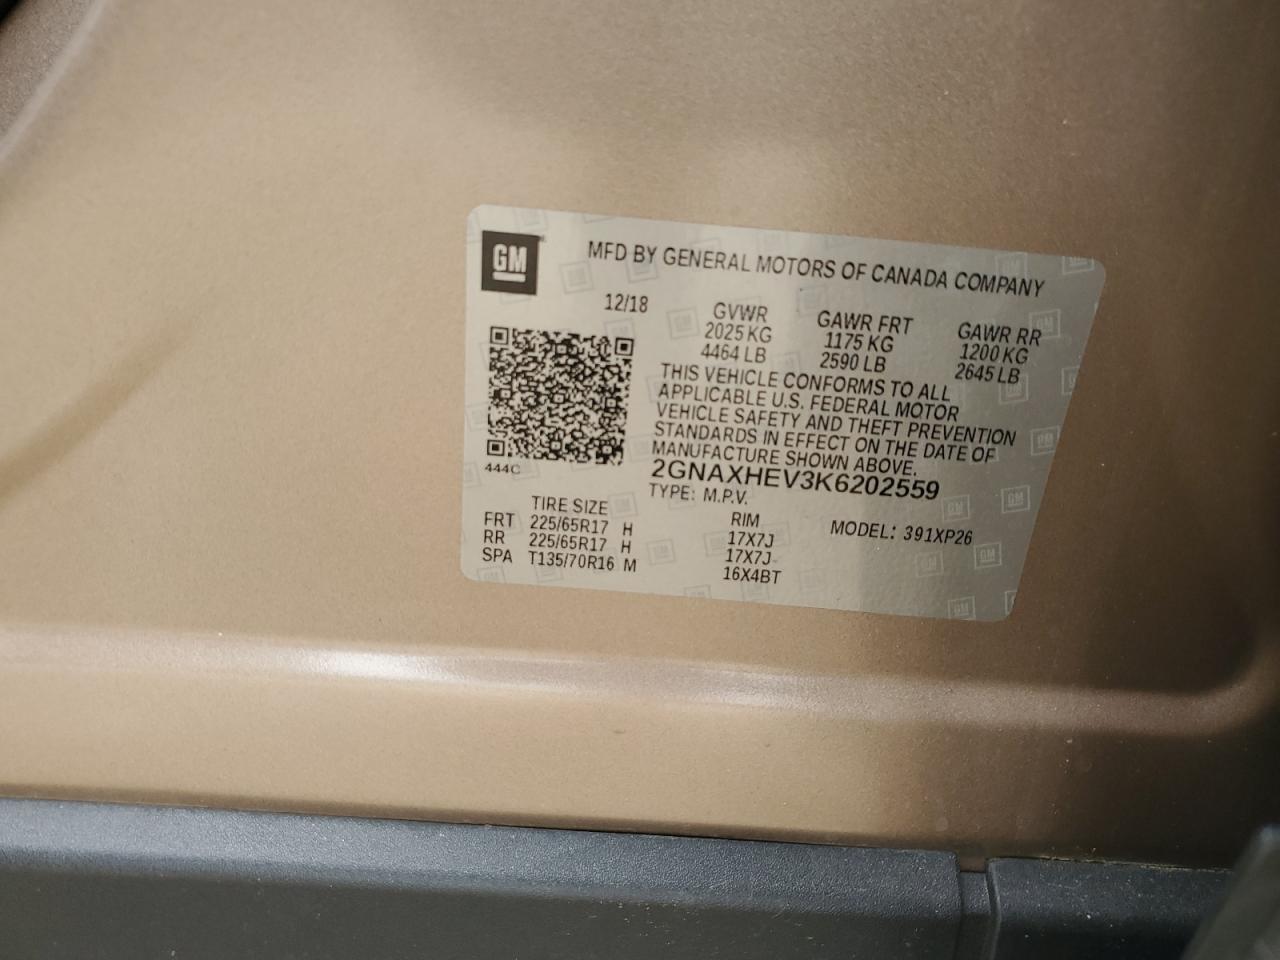 GM
MFD BY GENERAL MOTORS OF CANADA COMPANY
12/18 GVWR GAWR FRT GAWR RR
2025 KG 1175 KG 1200 KG
4464 LB 2590 LB 2645 LB
THIS VEHICLE CONFORMS TO ALL
APPLICABLE U.S. FEDERAL MOTOR
VEHICLE SAFETY AND THEFT PREVENTION
STANDARDS IN EFFECT ON THE DATE OF
MANUFACTURE SHOWN ABOVE.
444C
2GNAXHEV3K6202559
TYPE: M.P.V.
TIRE SIZE RIM MODEL: 391XP26
FRT 225/65R17 H 17X7J
RR 225/65R17 H 17X7J
SPA T135/70R16 M 16X4BT